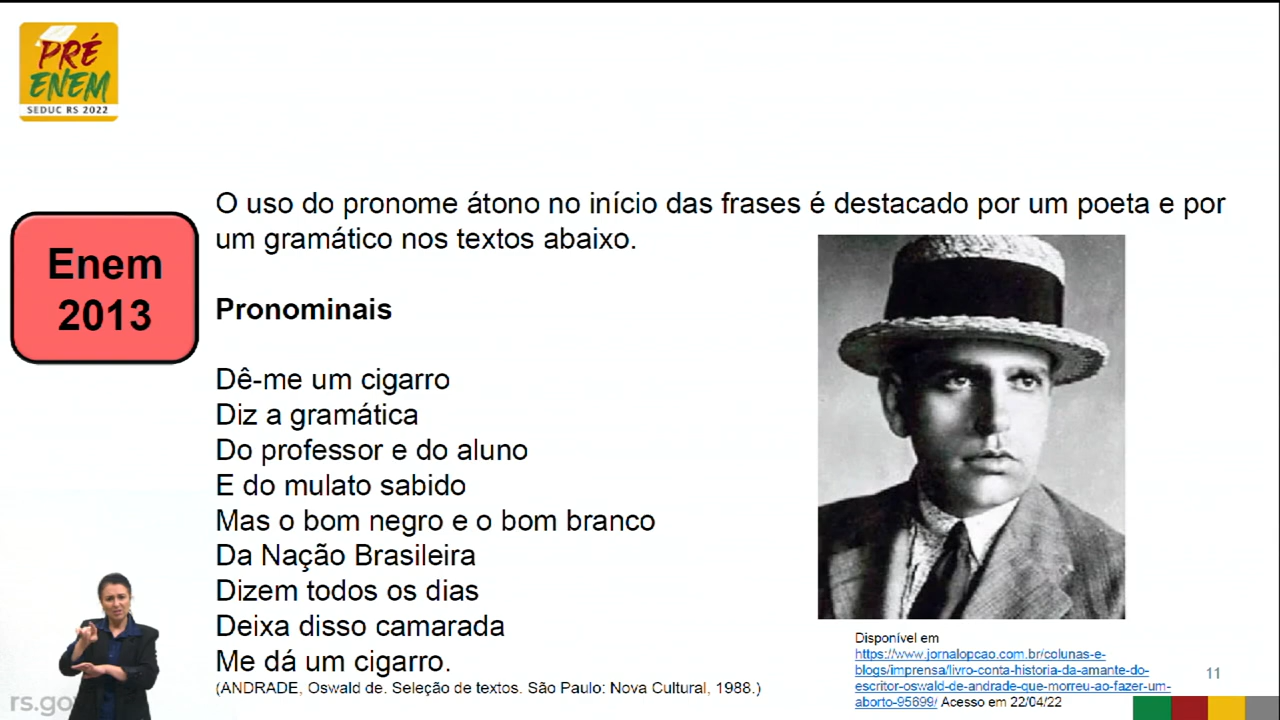 PRÉ
ENEM
SEDUC RS 2022
O uso do pronome átono no início das frases é destacado por um poeta e por
um gramático nos textos abaixo.
Enem
2013
Pronominais
Dê-me um cigarro
Diz a gramática
Do professor e do aluno
E do mulato sabido
Mas o bom negro e o bom branco
Da Nação Brasileira
Dizem todos os dias
Deixa disso camarada
Me dá um cigarro.
(ANDRADE, Oswald de. Seleção de textos. São Paulo: Nova Cultural, 1988.)
Disponível em
https://www.jornalopcao.com.br/colunas-e-
blogs/imprensa/livro-conta-historia-da-amante-do-
escritor-oswald-de-andrade-que-morreu-ao-fazer-um-
aborto-95699/ Acesso em 22/04/22
11
rs.gov